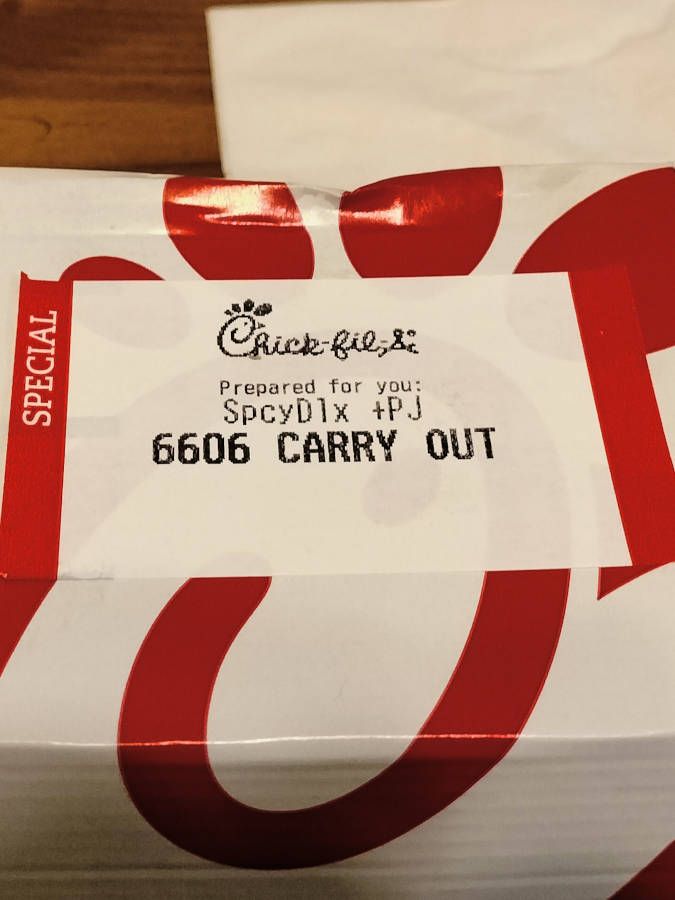 SPECIAL
Chick-fil-A
Prepared for you:
SpcyDlx +PJ
6606 CARRY OUT